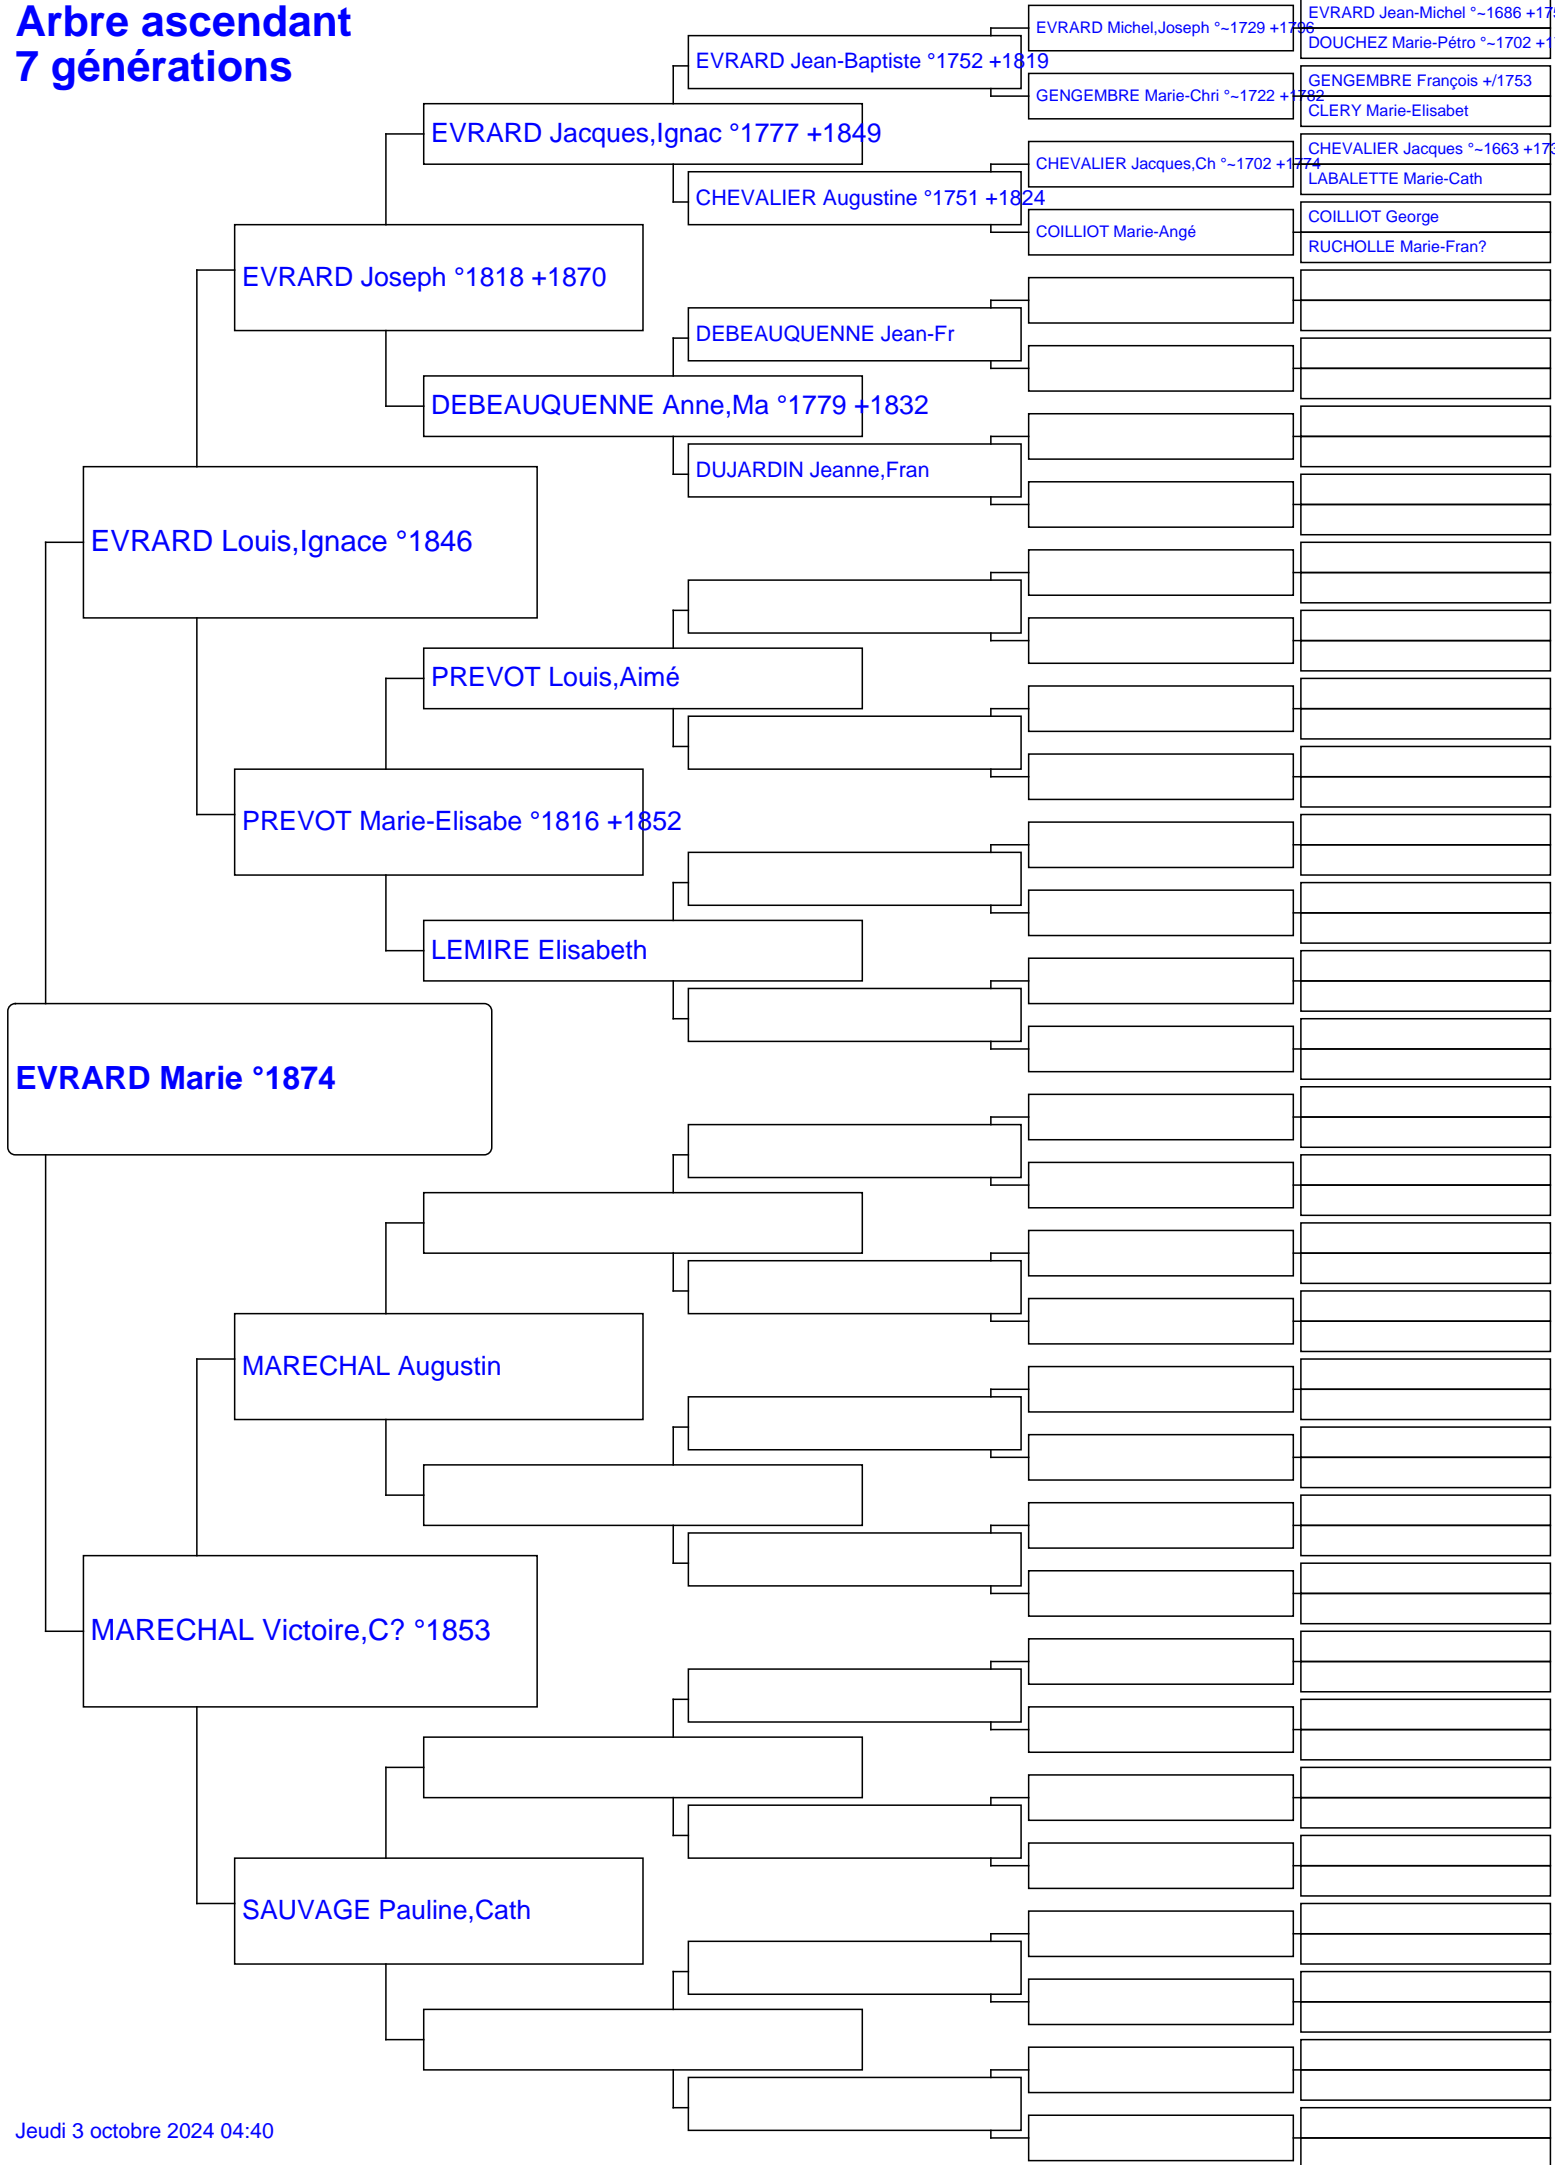 Arbre ascendant
7 générations
EVRARD Jean-Michel °~1686 +175
EVRARD Michel,Joseph °~1729 +1796
DOUCHEZ Marie-Pétro °~1702 +1
EVRARD Jean-Baptiste °1752 +1819
GENGEMBRE François +/1753
GENGEMBRE Marie-Chri °~1722 +1782
CLERY Marie-Elisabet
EVRARD Jacques,Ignac °1777 +1849
CHEVALIER Jacques °~1663 +173
CHEVALIER Jacques,Ch °~1702 +1774
LABALETTE Marie-Cath
CHEVALIER Augustine °1751 +1824
COILLIOT George
COILLIOT Marie-Angé
RUCHOLLE Marie-Fran?
EVRARD Joseph °1818 +1870
DEBEAUQUENNE Jean-Fr
DEBEAUQUENNE Anne,Ma °1779 +1832
DUJARDIN Jeanne,Fran
EVRARD Louis,Ignace °1846
PREVOT Louis,Aimé
PREVOT Marie-Elisabe °1816 +1852
LEMIRE Elisabeth
EVRARD Marie °1874
MARECHAL Augustin
MARECHAL Victoire,C? °1853
SAUVAGE Pauline,Cath
Jeudi 3 octobre 2024 04:40